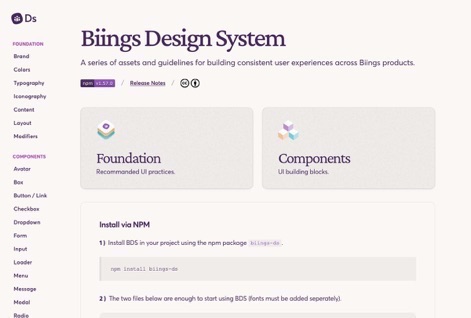 Ds
FOUNDATION
Brand
Colors
Typography
Iconography
Content
Layout
Modifiers
COMPONENTS
Avatar
Box
Button / Link
Checkbox
Dropdown
Form
Input
Loader
Menu
Message
Modal
Radio
Biings Design System
A series of assets and guidelines for building consistent user experiences across Biings products.
npm v1.57.0 / Release Notes /
Foundation
Recommanded UI practices.
Components
UI building blocks.
Install via NPM
1 ) Install BDS in your project using the npm package biings-ds .
npm install biings-ds
2 ) The two files below are enough to start using BDS (fonts must be added seperately).